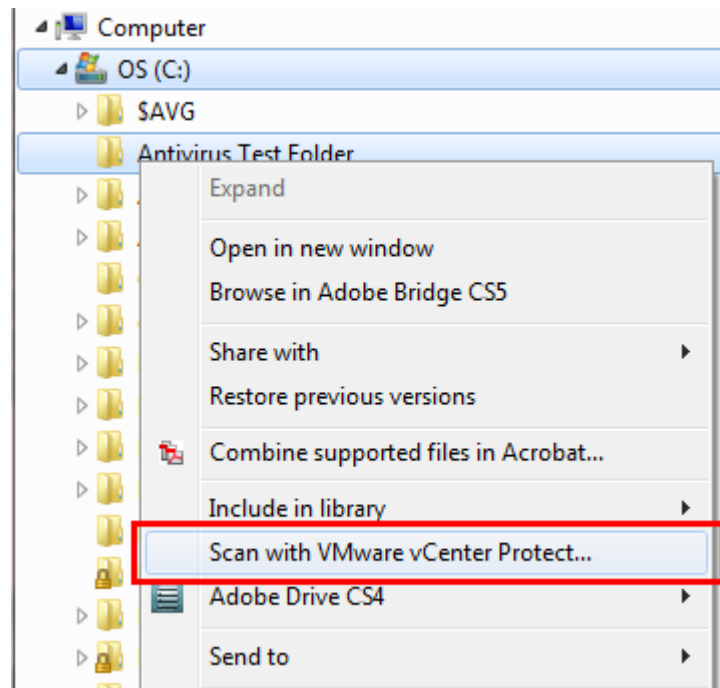 Computer
OS (C:)
$AVG
Antivirus Test Folder
Expand
Open in new window
Browse in Adobe Bridge CS5
Share with
Restore previous versions
Combine supported files in Acrobat...
Include in library
Scan with VMware vCenter Protect...
Adobe Drive CS4
Send to